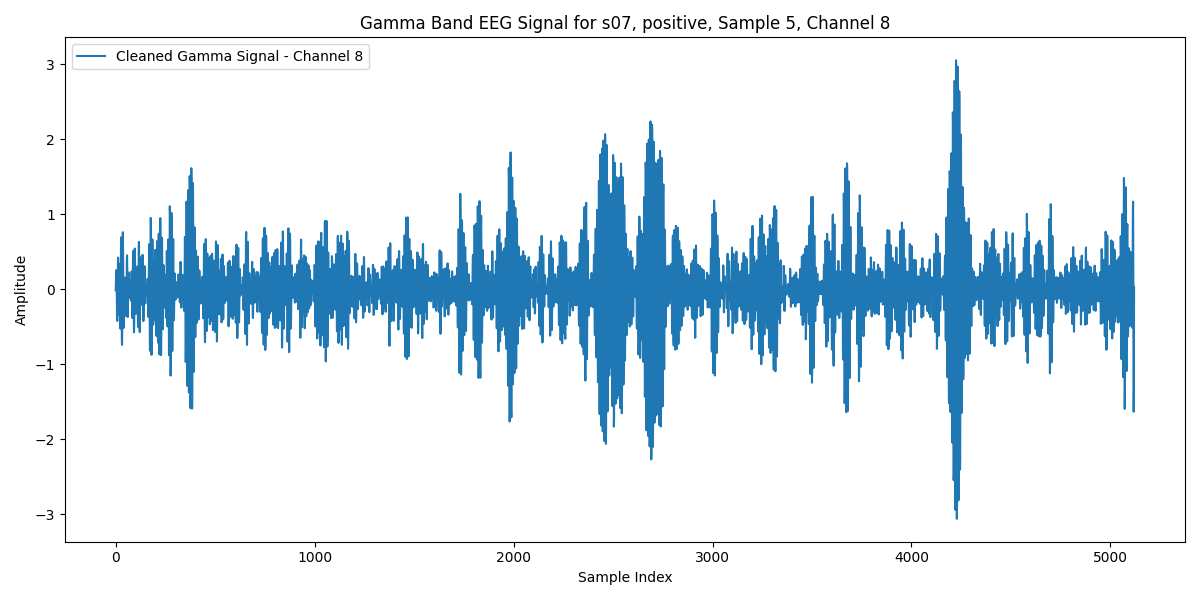 Gamma Band EEG Signal for s07, positive, Sample 5, Channel 8
Cleaned Gamma Signal - Channel 8
3
2
1
0
−1
−2
−3
Amplitude
0 1000 2000 3000 4000 5000
Sample Index